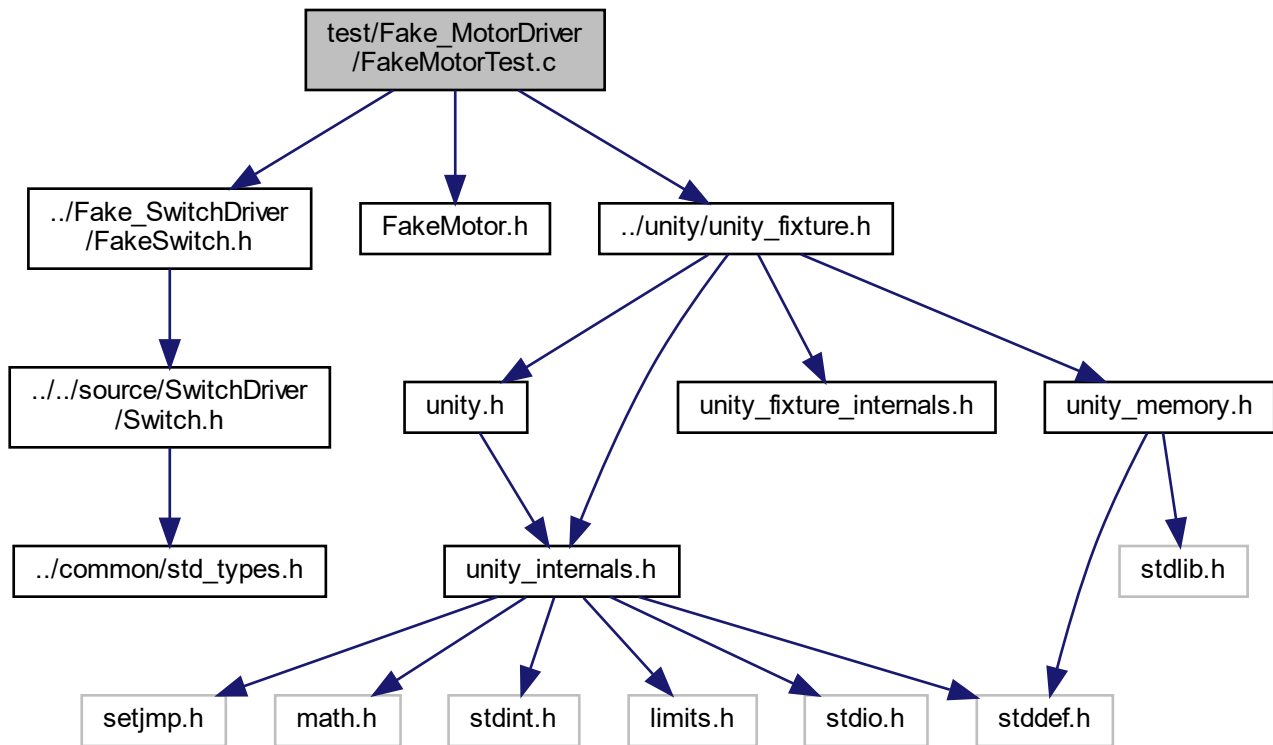 test/Fake_MotorDriver
/FakeMotorTest.c
../Fake_SwitchDriver
/FakeSwitch.h
FakeMotor.h
../unity/unity_fixture.h
../../source/SwitchDriver
/Switch.h
unity.h
unity_fixture_internals.h
unity_memory.h
../common/std_types.h
unity_internals.h
stdlib.h
setjmp.h
math.h
stdint.h
limits.h
stdio.h
stddef.h